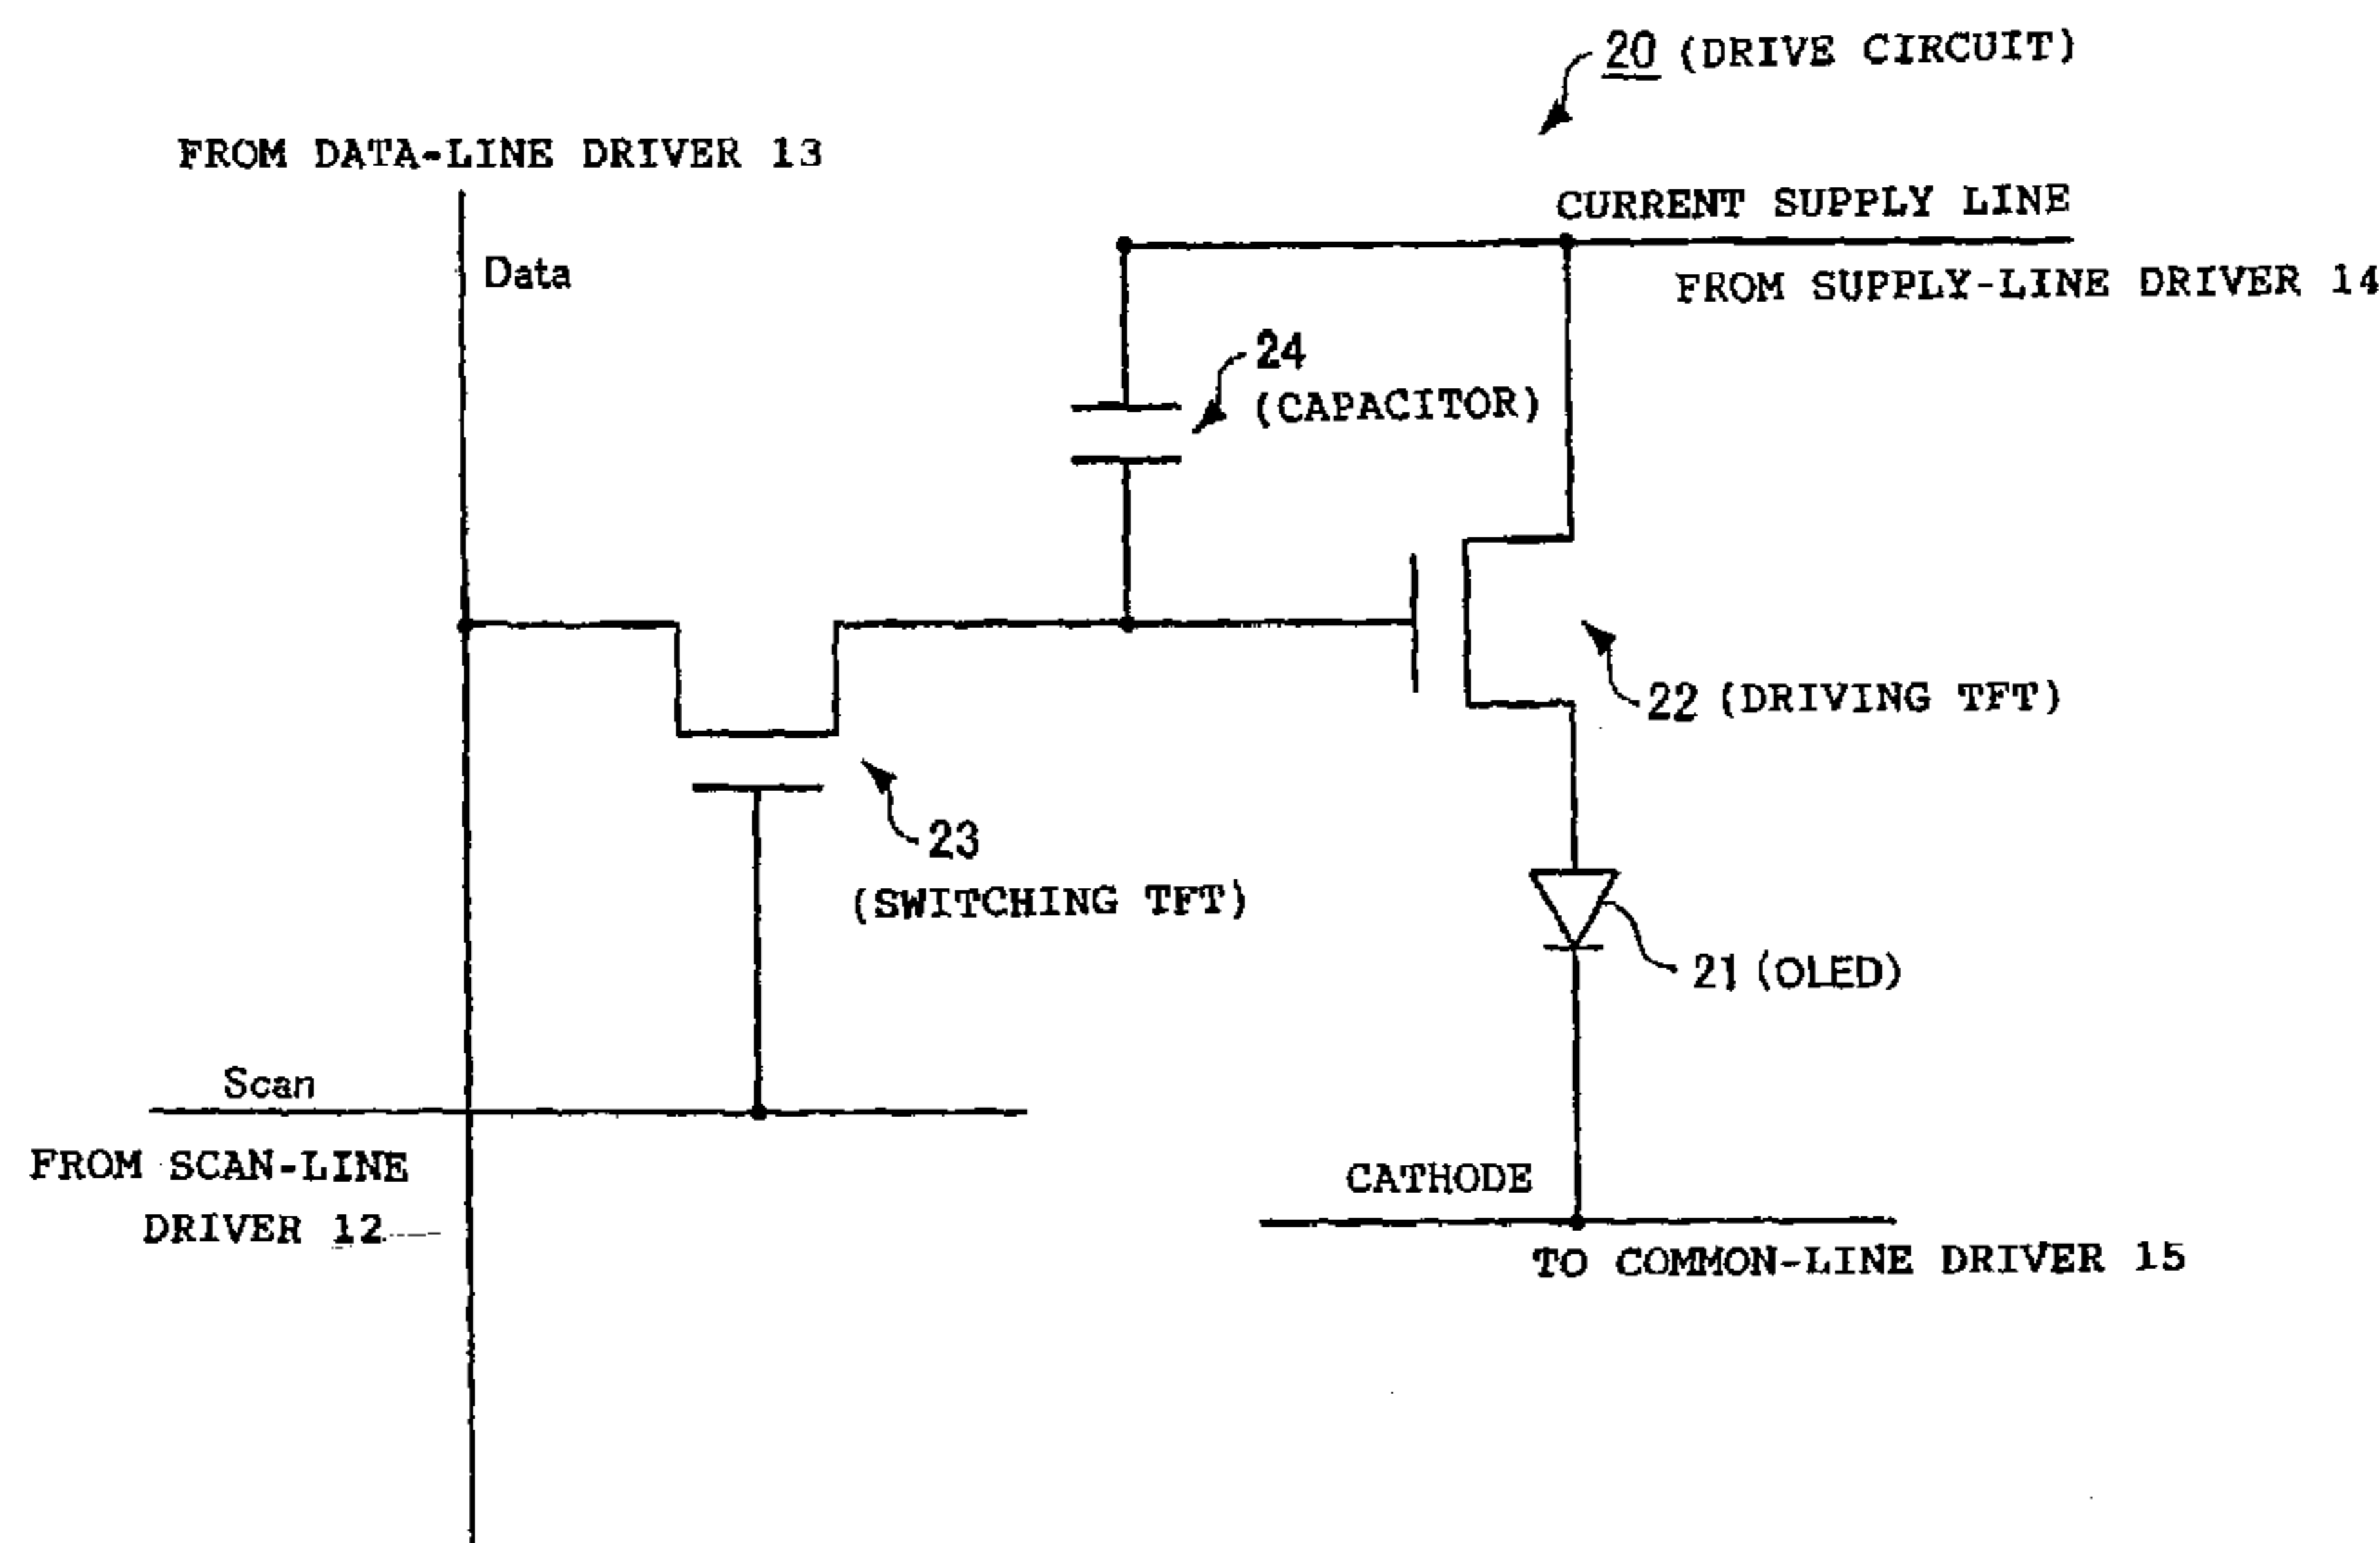 20 (DRIVE CIRCUIT)
FROM DATA-LINE DRIVER 13
CURRENT SUPPLY LINE
Data
FROM SUPPLY-LINE DRIVER 14
24
(CAPACITOR)
22 (DRIVING TFT)
23
(SWITCHING TFT)
21 (OLED)
Scan
FROM SCAN-LINE
DRIVER 12
CATHODE
TO COMMON-LINE DRIVER 15